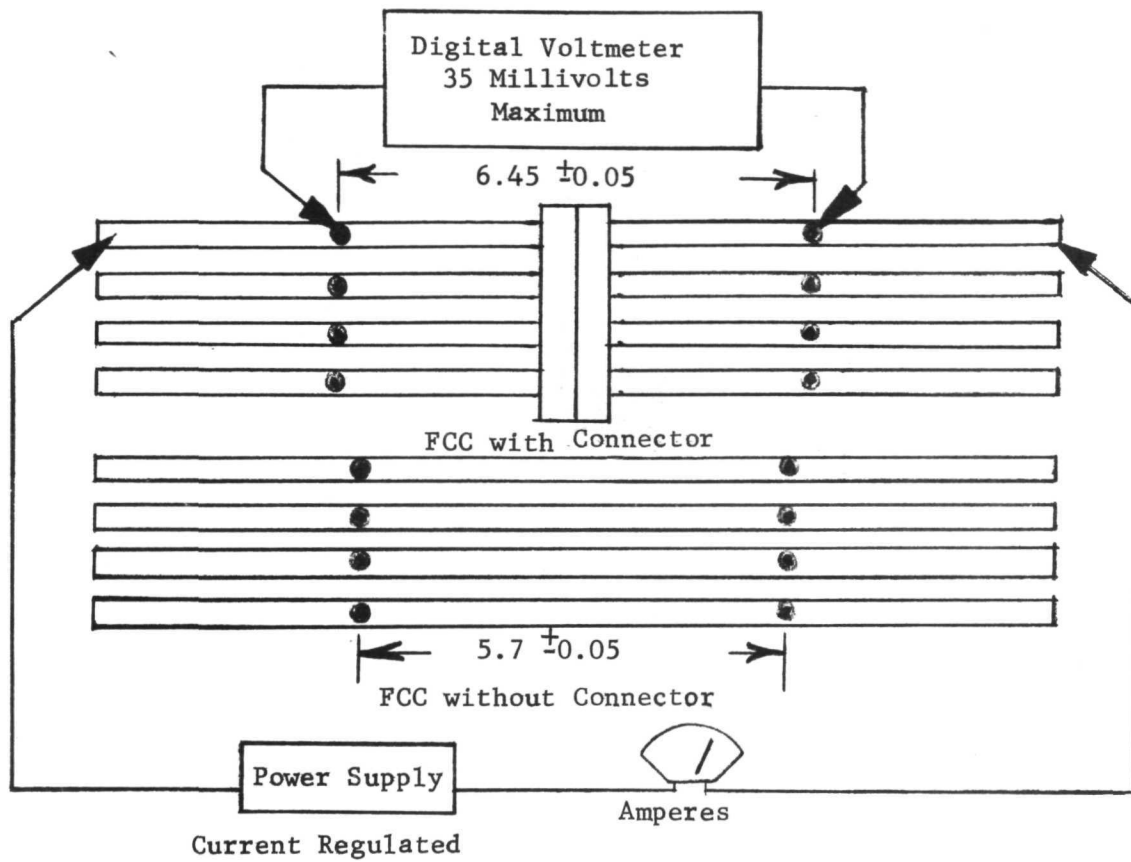 Digital Voltmeter
35 Millivolts
Maximum
6.45 ±0.05
FCC with Connector
5.7 ±0.05
FCC without Connector
Power Supply
Amperes
Current Regulated